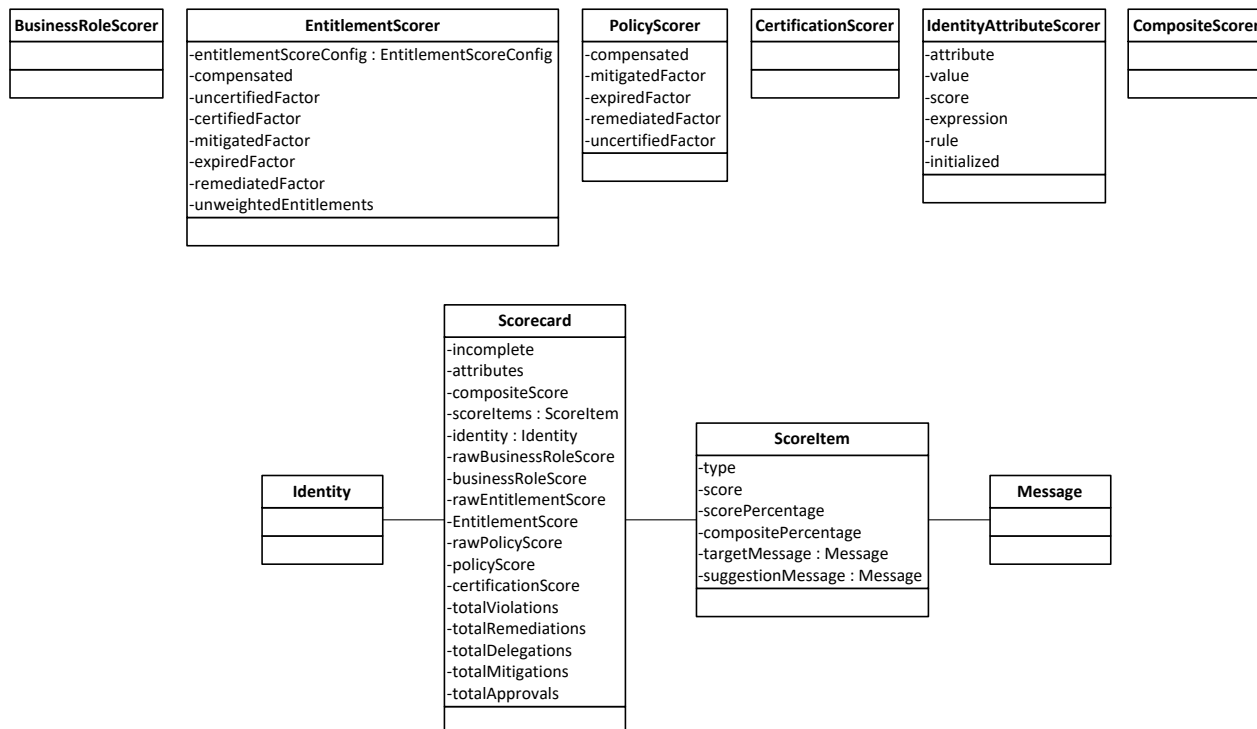 BusinessRoleScorer
EntitlementScorer
-entitlementScoreConfig : EntitlementScoreConfig
-compensated
-uncertifiedFactor
-certifiedFactor
-mitigatedFactor
-expiredFactor
-remediatedFactor
-unweightedEntitlements
PolicyScorer
-compensated
-mitigatedFactor
-expiredFactor
-remediatedFactor
-uncertifiedFactor
CertificationScorer
IdentityAttributeScorer
-attribute
-value
-score
-expression
-rule
-initialized
CompositeScorer
Identity
Scorecard
-incomplete
-attributes
-compositeScore
-scoreItems : ScoreItem
-identity : Identity
-rawBusinessRoleScore
-businessRoleScore
-rawEntitlementScore
-EntitlementScore
-rawPolicyScore
-policyScore
-certificationScore
-totalViolations
-totalRemediations
-totalDelegations
-totalMitigations
-totalApprovals
ScoreItem
-type
-score
-scorePercentage
-compositePercentage
-targetMessage : Message
-suggestionMessage : Message
Message